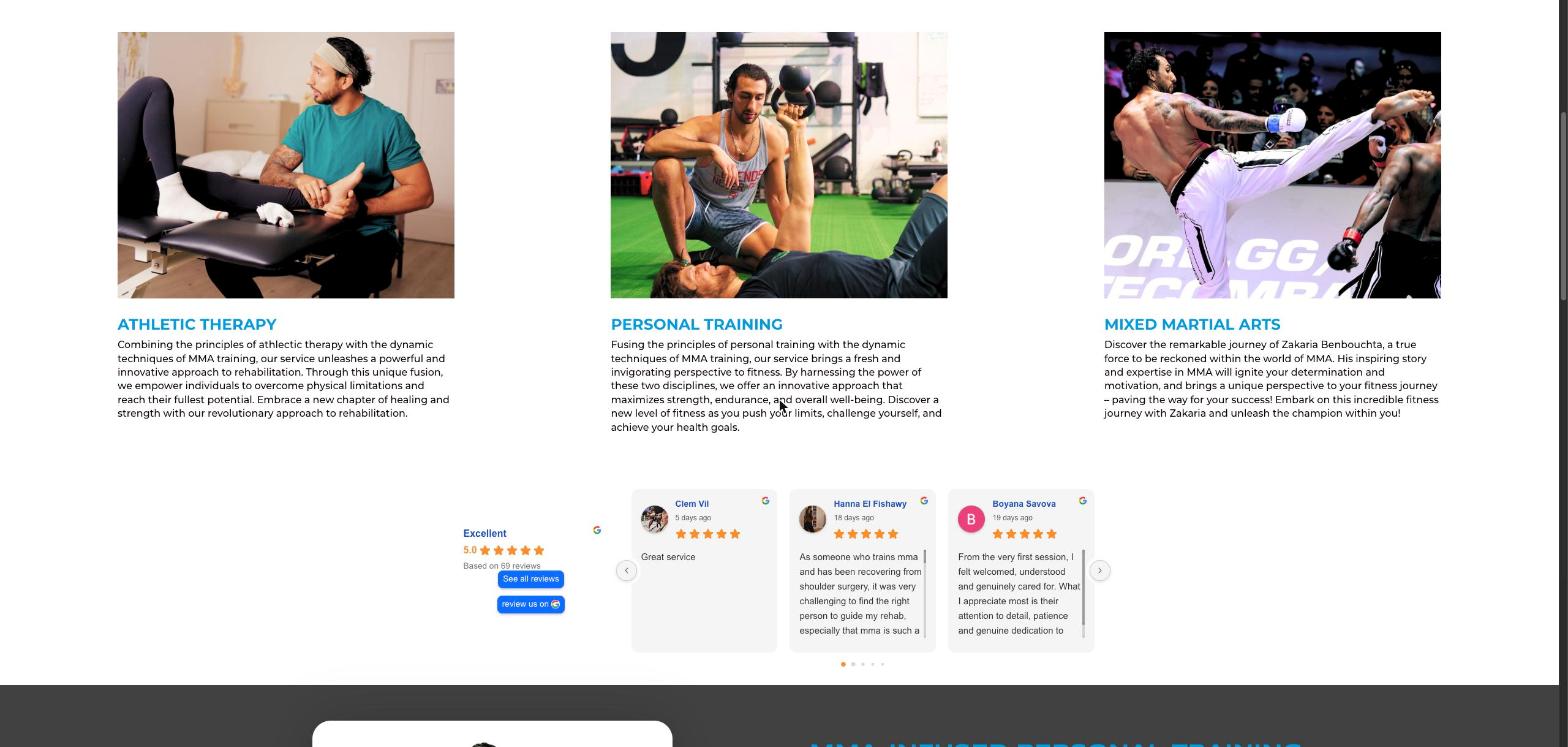 ATHLETIC THERAPY
Combining the principles of athlectic therapy with the dynamic
techniques of MMA training, our service unleashes a powerful and
innovative approach to rehabilitation. Through this unique fusion,
we empower individuals to overcome physical limitations and
reach their fullest potential. Embrace a new chapter of healing and
strength with our revolutionary approach to rehabilitation.
PERSONAL TRAINING
Fusing the principles of personal training with the dynamic
techniques of MMA training, our service brings a fresh and
invigorating perspective to fitness. By harnessing the power of
these two disciplines, we offer an innovative approach that
maximizes strength, endurance, and overall well-being. Discover a
new level of fitness as you push your limits, challenge yourself, and
achieve your health goals.
MIXED MARTIAL ARTS
Discover the remarkable journey of Zakaria Benbouchta, a true
force to be reckoned within the world of MMA. His inspiring story
and expertise in MMA will ignite your determination and
motivation, and brings a unique perspective to your fitness journey
– paving the way for your success! Embark on this incredible fitness
journey with Zakaria and unleash the champion within you!
Excellent
5.0
Based on 69 reviews
See all reviews
review us on
Clem Vil
5 days ago
Great service
Hanna El Fishawy
18 days ago
As someone who trains mma
and has been recovering from
shoulder surgery, it was very
challenging to find the right
person to guide my rehab,
especially that mma is such a
B
Boyana Savova
19 days ago
From the very first session, I
felt welcomed, understood
and genuinely cared for. What
I appreciate most is their
attention to detail, patience
and genuine dedication to
MMA-INFUSED PERSONAL TRAINING